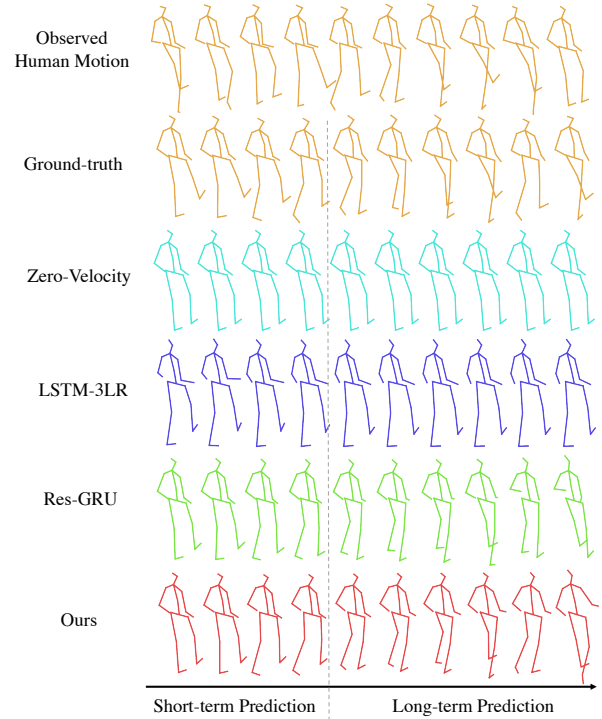 Observed
Human Motion
Ground-truth
Zero-Velocity
LSTM-3LR
Res-GRU
Ours
Short-term Prediction
Long-term Prediction